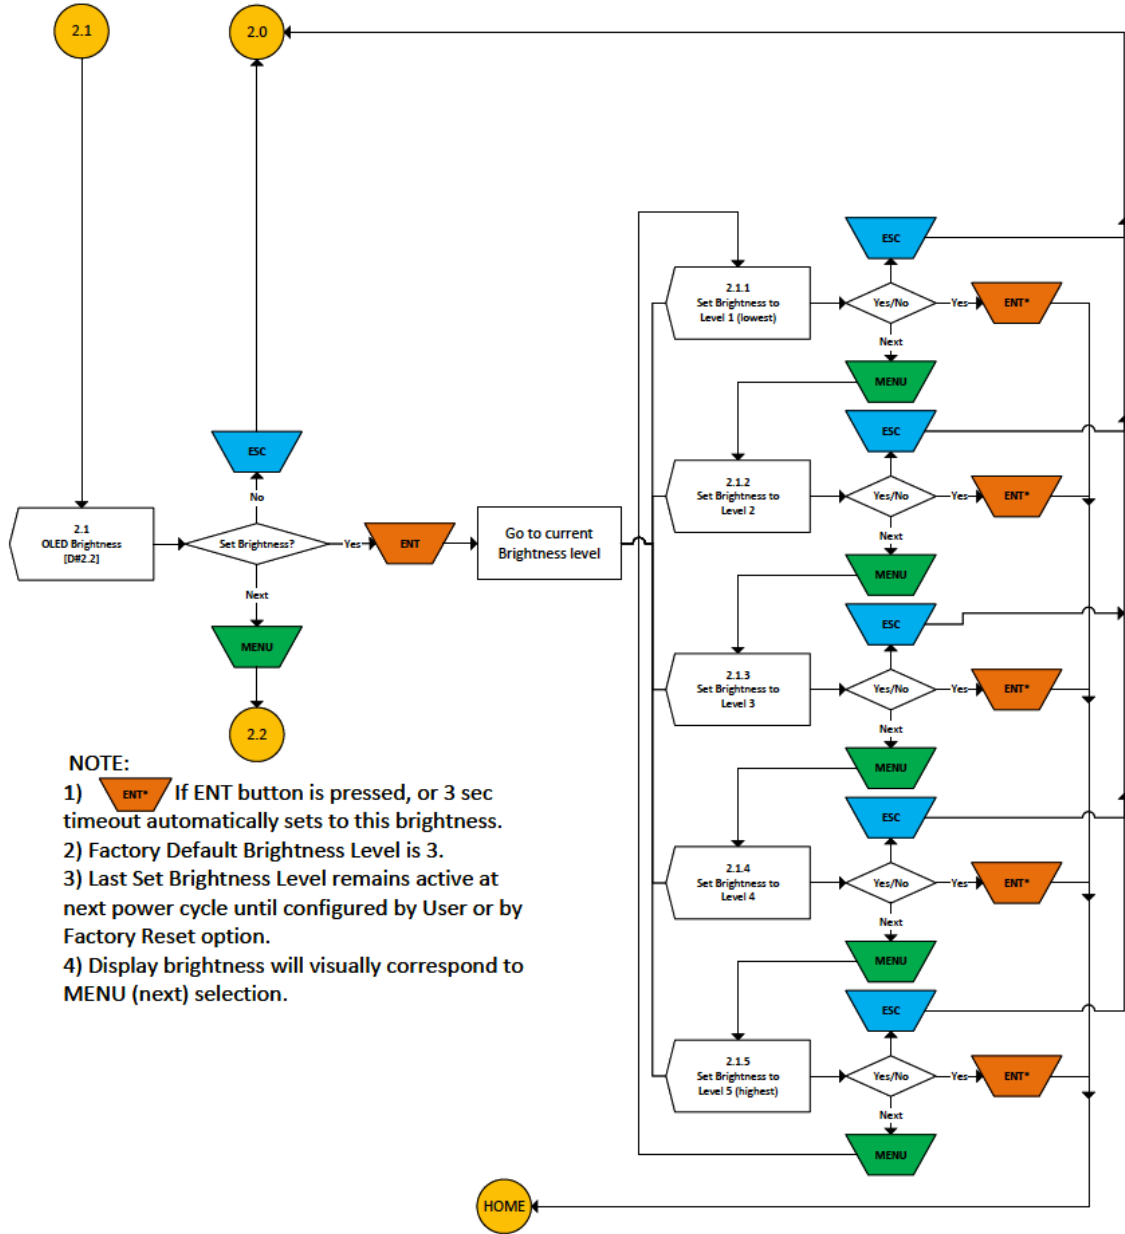 2.1
2.0
ESC
2.1.1
Set Brightness to
Level 1 (lowest)
Yes/No
Yes
ENT*
Next
MENU
ESC
2.1.2
Set Brightness to
Level 2
Yes/No
Yes
ENT*
Next
MENU
ESC
2.1.3
Set Brightness to
Level 3
Yes/No
Yes
ENT*
Next
MENU
ESC
2.1.4
Set Brightness to
Level 4
Yes/No
Yes
ENT*
Next
MENU
ESC
2.1.5
Set Brightness to
Level 5 (highest)
Yes/No
Yes
ENT*
Next
MENU
ESC
No
2.1
OLED Brightness
[D#2.2]
Set Brightness?
Yes
ENT
Go to current
Brightness level
Next
MENU
2.2
NOTE:
1) ENT* If ENT button is pressed, or 3 sec
timeout automatically sets to this brightness.
2) Factory Default Brightness Level is 3.
3) Last Set Brightness Level remains active at
next power cycle until configured by User or by
Factory Reset option.
4) Display brightness will visually correspond to
MENU (next) selection.
HOME